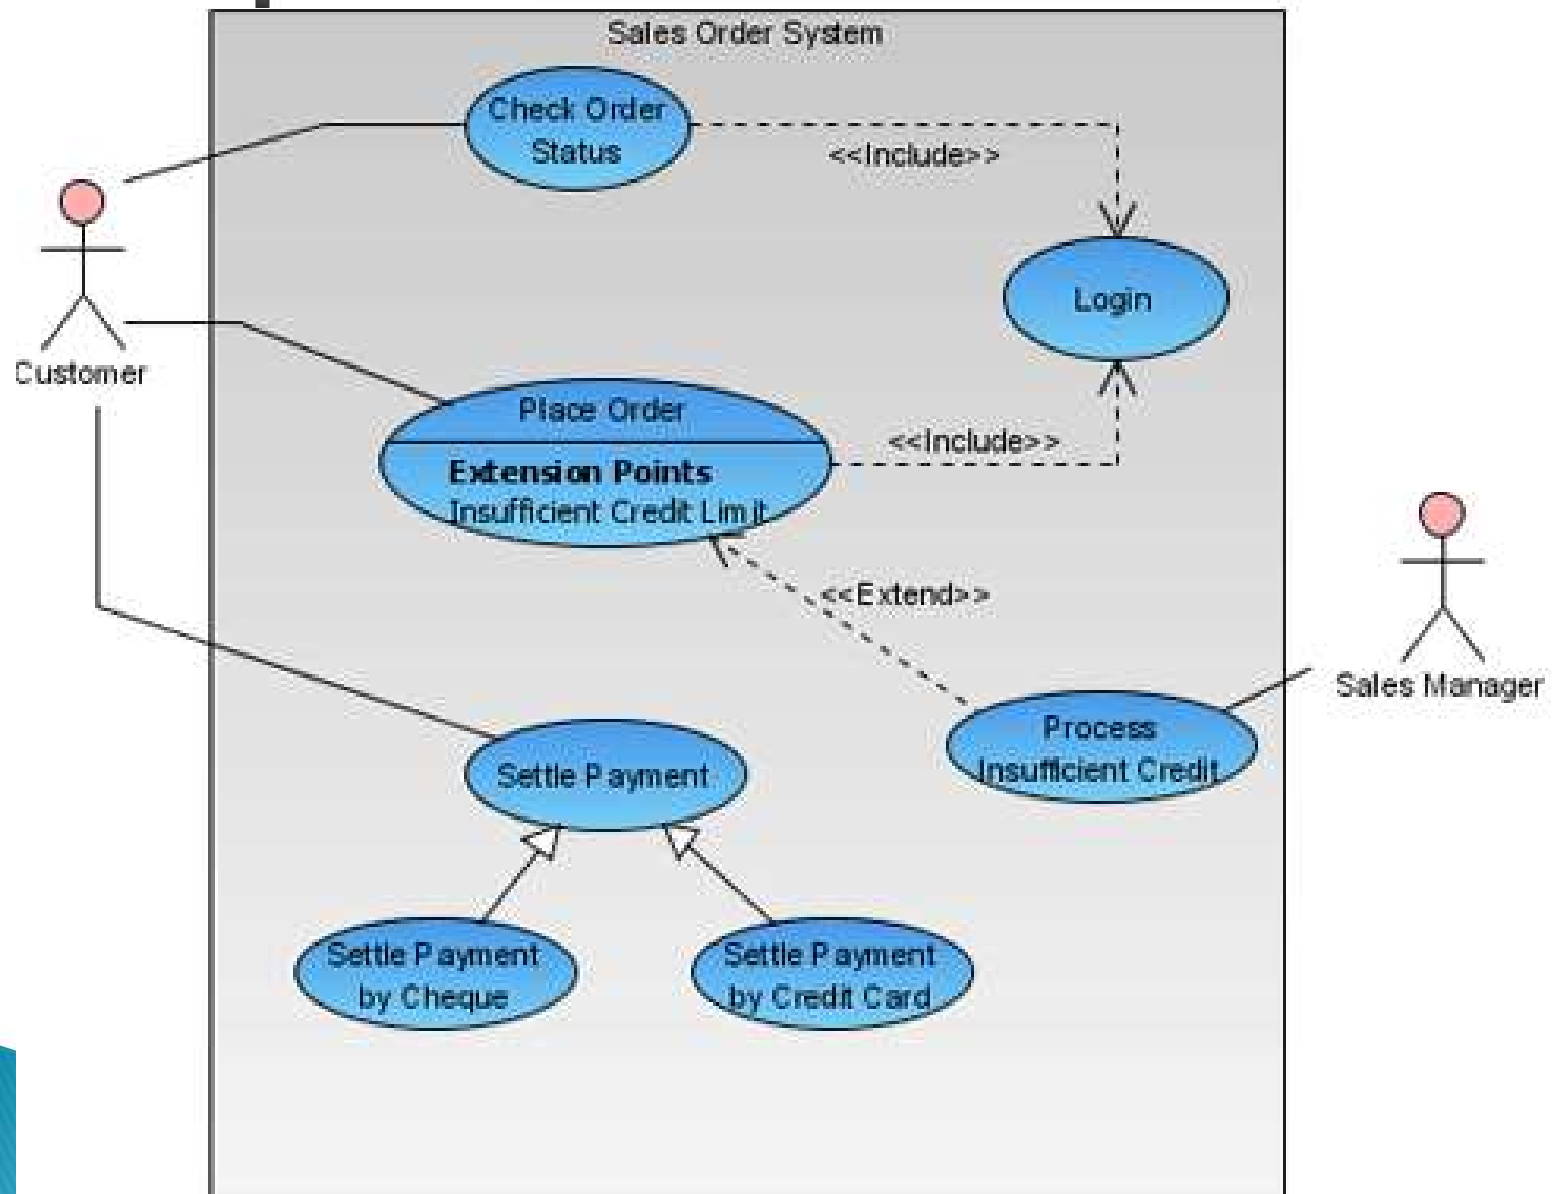 Sales Order System
Check Order
Status
<<Include>>
Login
Customer
Place Order
<<Include>>
Extension Points
Insufficient Credit Limit
<<Extend>>
Sales Manager
Process
Insufficient Credit
Settle Payment
Settle Payment
by Cheque
Settle Payment
by Credit Card